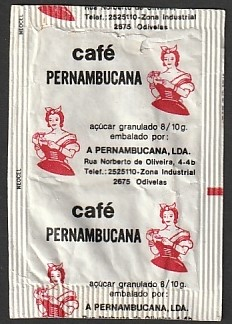 Rua Norberto de Oliveira, 4-4b
Telef.: 2525110-Zona Industrial
2675 Odivelas
NEOCEL
café
PERNAMBUCANA
açúcar granulado 8/10g.
embalado por:
A PERNAMBUCANA, LDA.
Rua Norberto de Oliveira, 4-4b
Telef.: 2525110-Zona Industrial
2675 Odivelas
NEOCEL
café
PERNAMBUCANA
açúcar granulado 8/10g.
embalado por:
A PERNAMBUCANA, LDA.